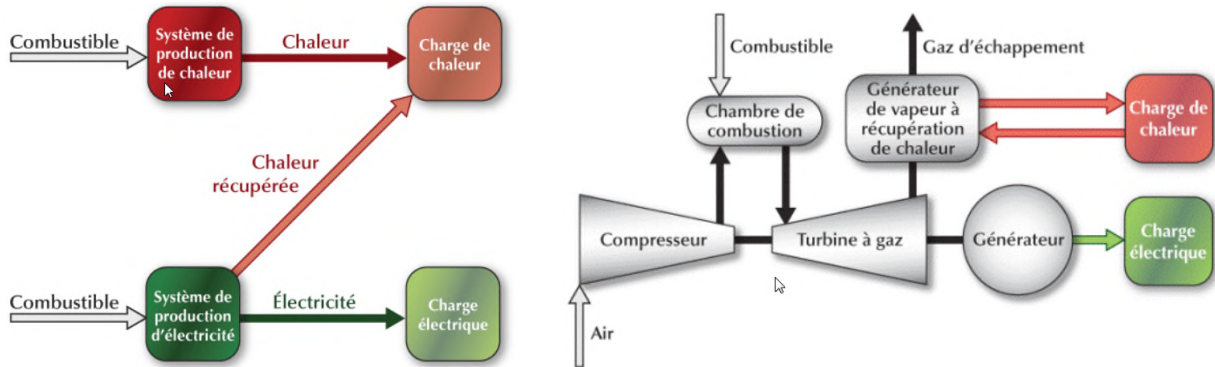 Combustible
Système de
production
de chaleur
Chaleur
Charge de
chaleur
Chaleur
récupérée
Combustible
Système de
production
d'électricité
Électricité
Charge
électrique
Combustible
Gaz d'échappement
Chambre de
combustion
Générateur
de vapeur à
récupération
de chaleur
Charge de
chaleur
Compresseur
Turbine à gaz
Générateur
Charge
électrique
Air